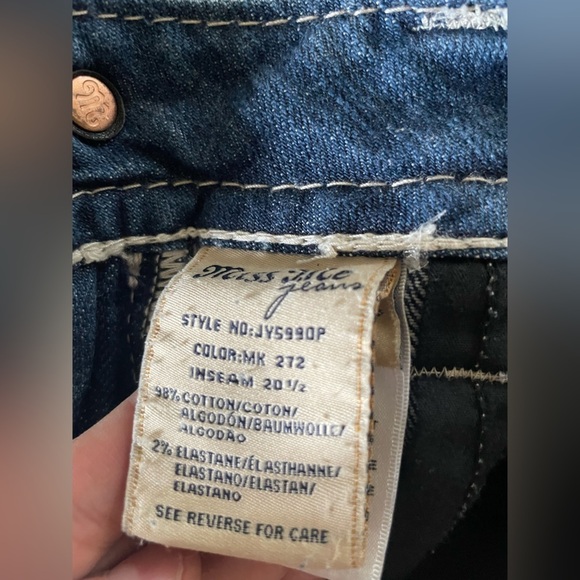 Miss Me
jeans
STYLE NO:JY5990P
COLOR:MK 272
INSEAM 20 1/2
98% COTTON/COTON/
ALGODÓN/BAUMWOLLE/
ALGODÃO
2% ELASTANE/ÉLASTHANNE/
ELASTANO/ELASTAN/
ELASTANO
SEE REVERSE FOR CARE